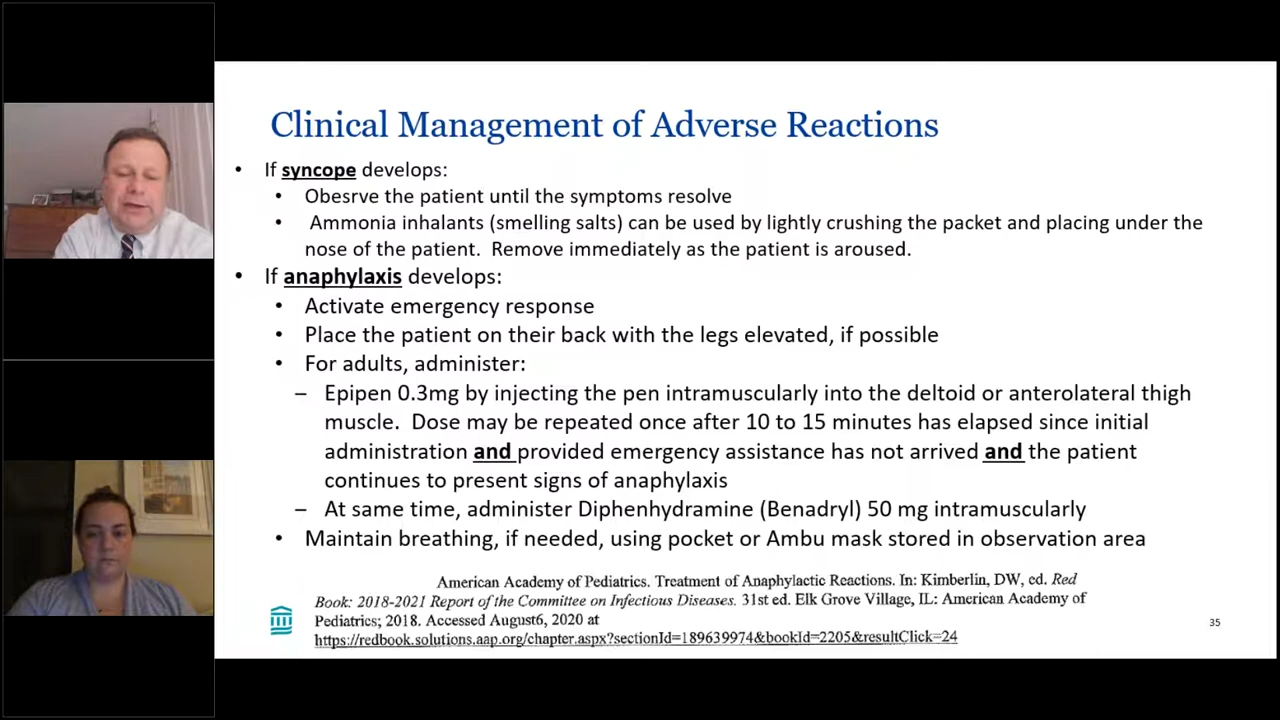 Clinical Management of Adverse Reactions
• If syncope develops:
• Obesrve the patient until the symptoms resolve
• Ammonia inhalants (smelling salts) can be used by lightly crushing the packet and placing under the
nose of the patient. Remove immediately as the patient is aroused.
• If anaphylaxis develops:
• Activate emergency response
• Place the patient on their back with the legs elevated, if possible
• For adults, administer:
– Epipen 0.3mg by injecting the pen intramuscularly into the deltoid or anterolateral thigh
muscle. Dose may be repeated once after 10 to 15 minutes has elapsed since initial
administration and provided emergency assistance has not arrived and the patient
continues to present signs of anaphylaxis
– At same time, administer Diphenhydramine (Benadryl) 50 mg intramuscularly
• Maintain breathing, if needed, using pocket or Ambu mask stored in observation area
American Academy of Pediatrics. Treatment of Anaphylactic Reactions. In: Kimberlin, DW, ed. Red
Book: 2018-2021 Report of the Committee on Infectious Diseases. 31st ed. Elk Grove Village, IL: American Academy of
Pediatrics; 2018. Accessed August6, 2020 at
https://redbook.solutions.aap.org/chapter.aspx?sectionId=189639974&bookId=2205&resultClick=24
35